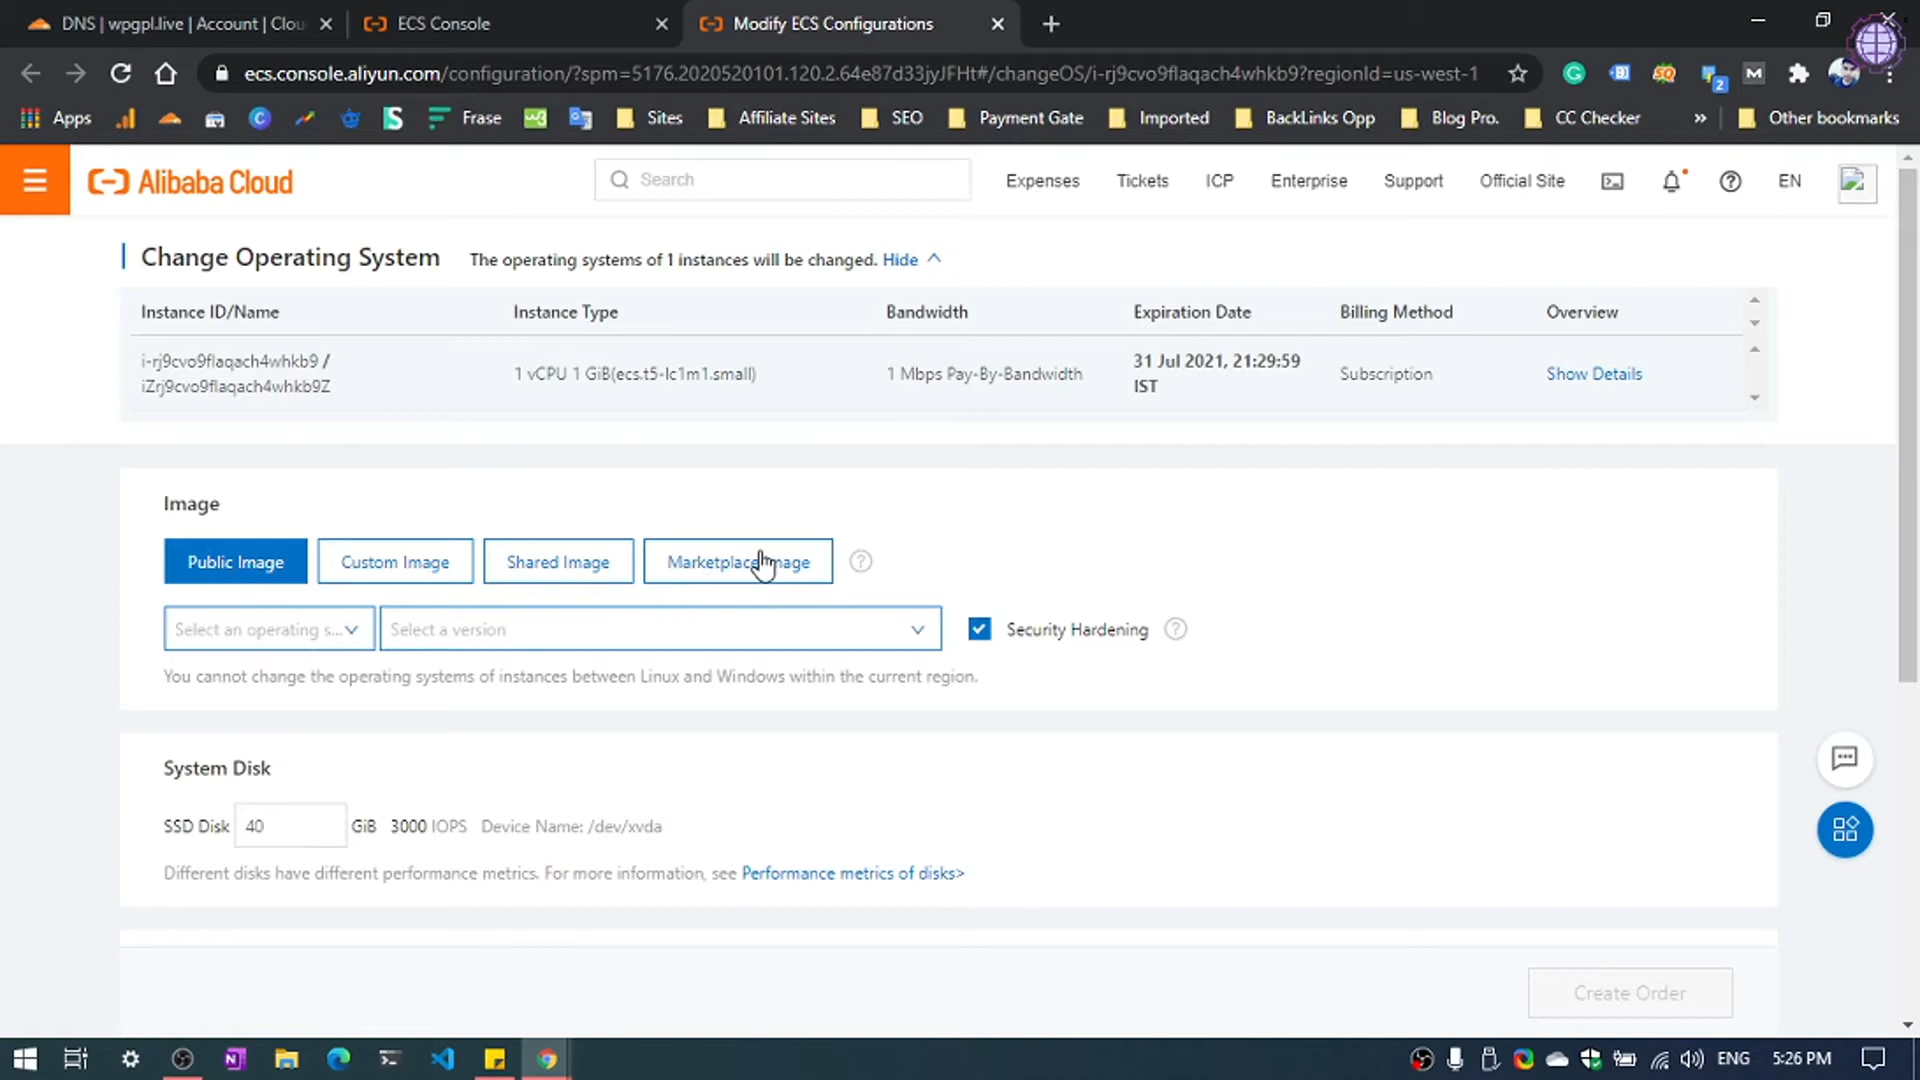 DNS | wpgpl.live | Account | Clou
ECS Console
Modify ECS Configurations
ecs.console.aliyun.com/configuration/?spm=5176.2020520101.120.2.64e87d33jyJFHt#/changeOS/i-rj9cvo9flaqach4whkb9?regionId=us-west-1
Apps
Frase
Sites
Affiliate Sites
SEO
Payment Gate
Imported
BackLinks Opp
Blog Pro.
CC Checker
»
Other bookmarks
Alibaba Cloud
Search
Expenses
Tickets
ICP
Enterprise
Support
Official Site
EN
Change Operating System
The operating systems of 1 instances will be changed. Hide
Instance ID/Name
Instance Type
Bandwidth
Expiration Date
Billing Method
Overview
i-rj9cvo9flaqach4whkb9 /
iZrj9cvo9flaqach4whkb9Z
1 vCPU 1 GiB(ecs.t5-lc1m1.small)
1 Mbps Pay-By-Bandwidth
31 Jul 2021, 21:29:59
IST
Subscription
Show Details
Image
Public Image
Custom Image
Shared Image
Marketplace Image
Select an operating s...
Select a version
Security Hardening
You cannot change the operating systems of instances between Linux and Windows within the current region.
System Disk
SSD Disk 40 GiB 3000 IOPS Device Name: /dev/xvda
Different disks have different performance metrics. For more information, see Performance metrics of disks>
Create Order
ENG
5:26 PM